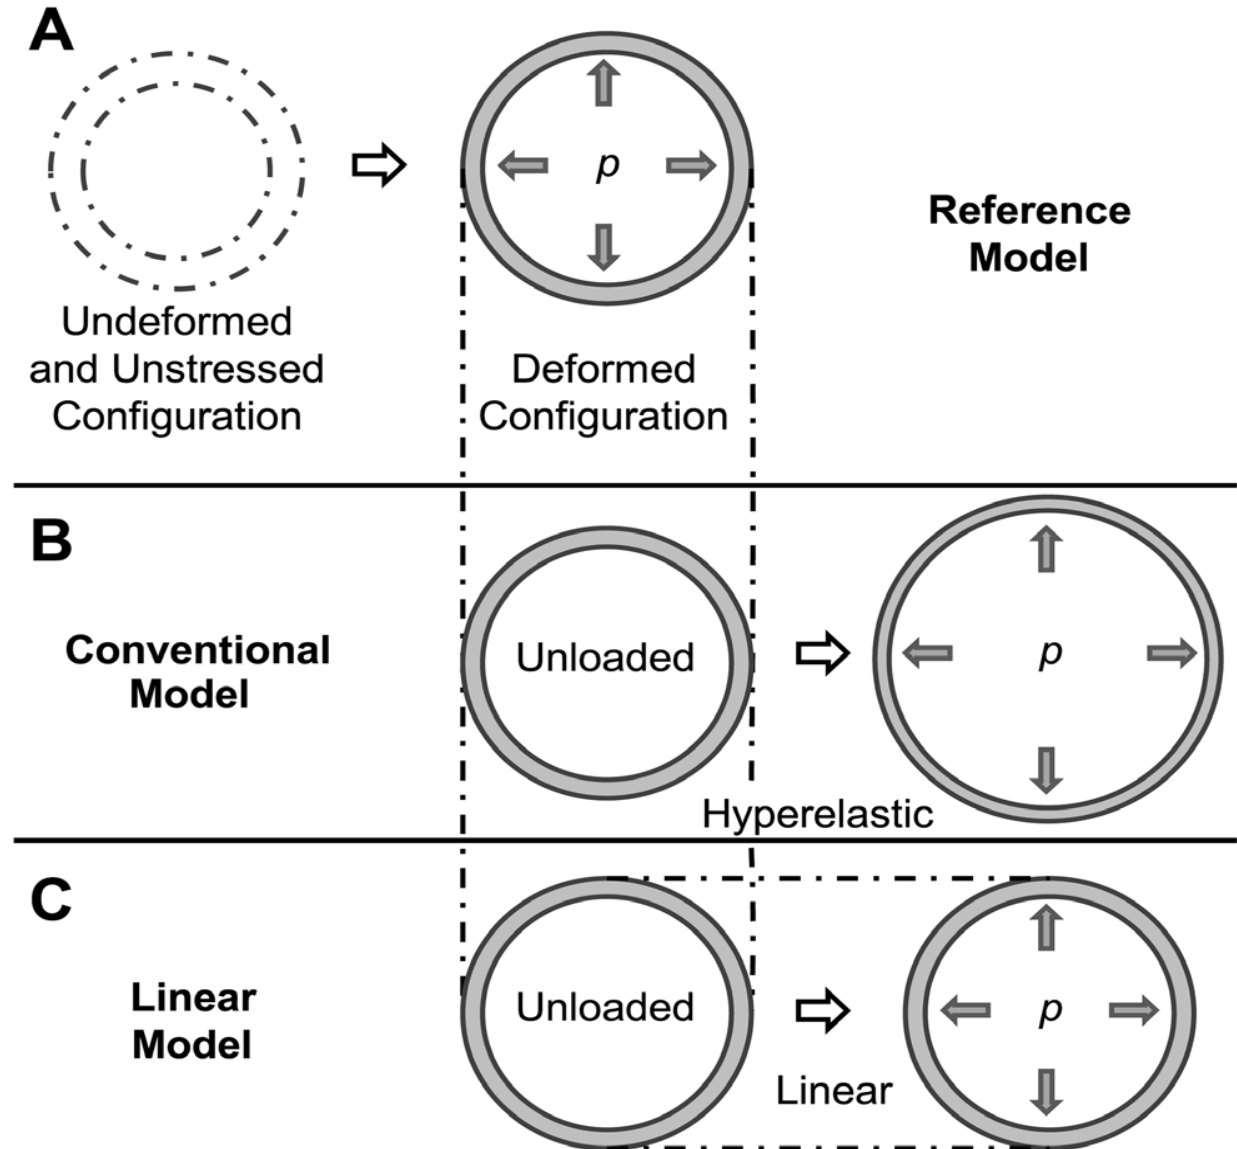 A
p
Reference
Model
Undeformed
and Unstressed
Configuration
Deformed
Configuration
B
Conventional
Model
Unloaded
p
Hyperelastic
C
Linear
Model
Unloaded
p
Linear